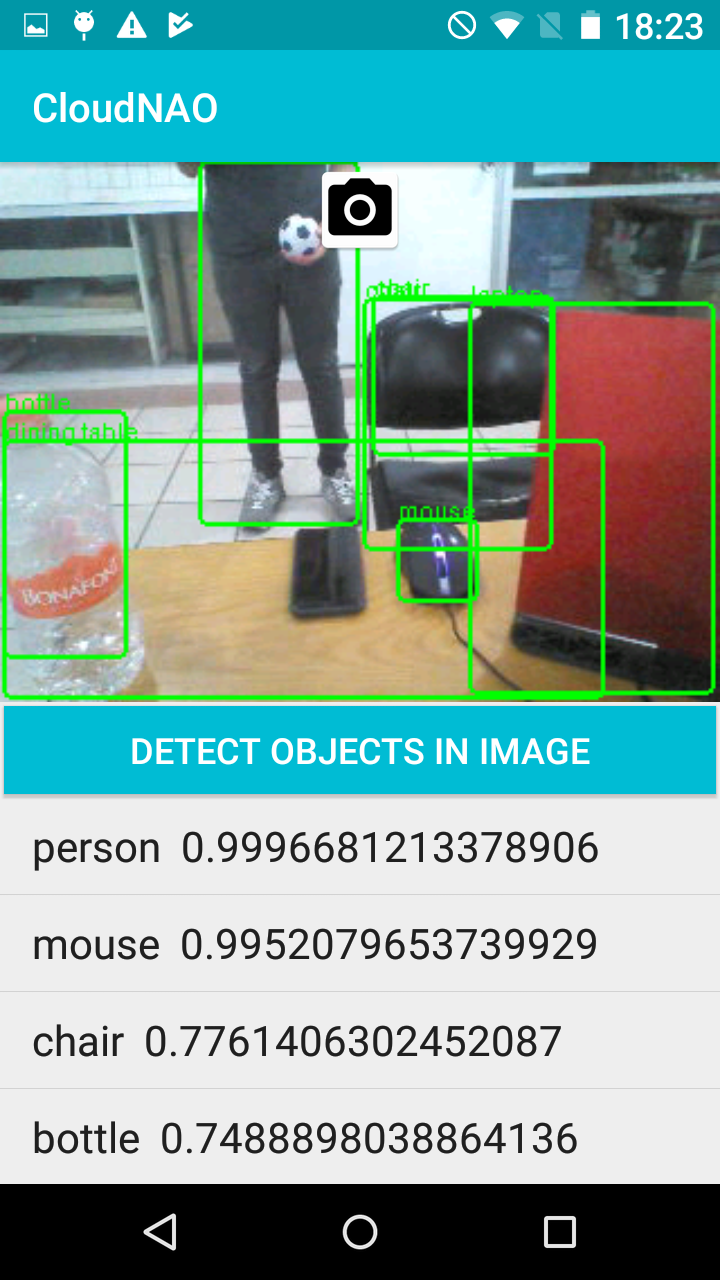 18:23
CloudNAO
chair
laptop
bottle
dining table
mouse
BONAFONT
DETECT OBJECTS IN IMAGE
person 0.9996681213378906
mouse 0.9952079653739929
chair 0.7761406302452087
bottle 0.7488898038864136